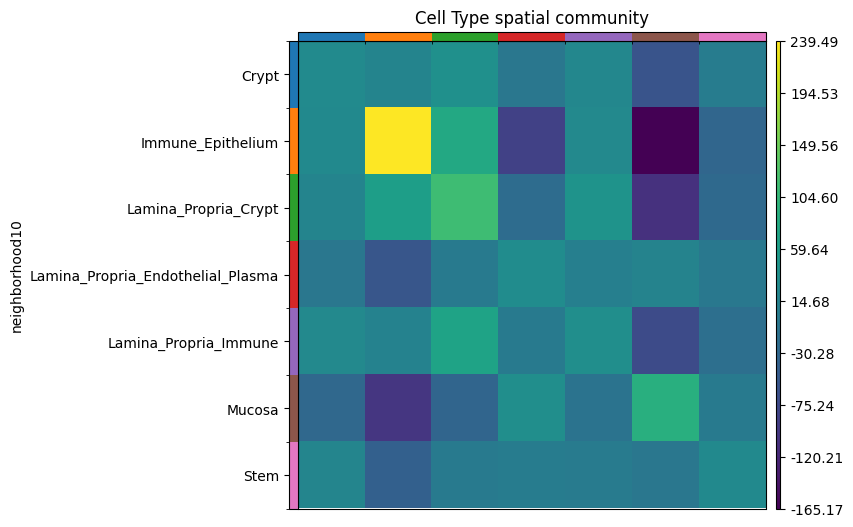 Cell Type spatial community
neighborhood10
Crypt
Immune_Epithelium
Lamina_Propria_Crypt
Lamina_Propria_Endothelial_Plasma
Lamina_Propria_Immune
Mucosa
Stem
239.49
194.53
149.56
104.60
59.64
14.68
-30.28
-75.24
-120.21
-165.17